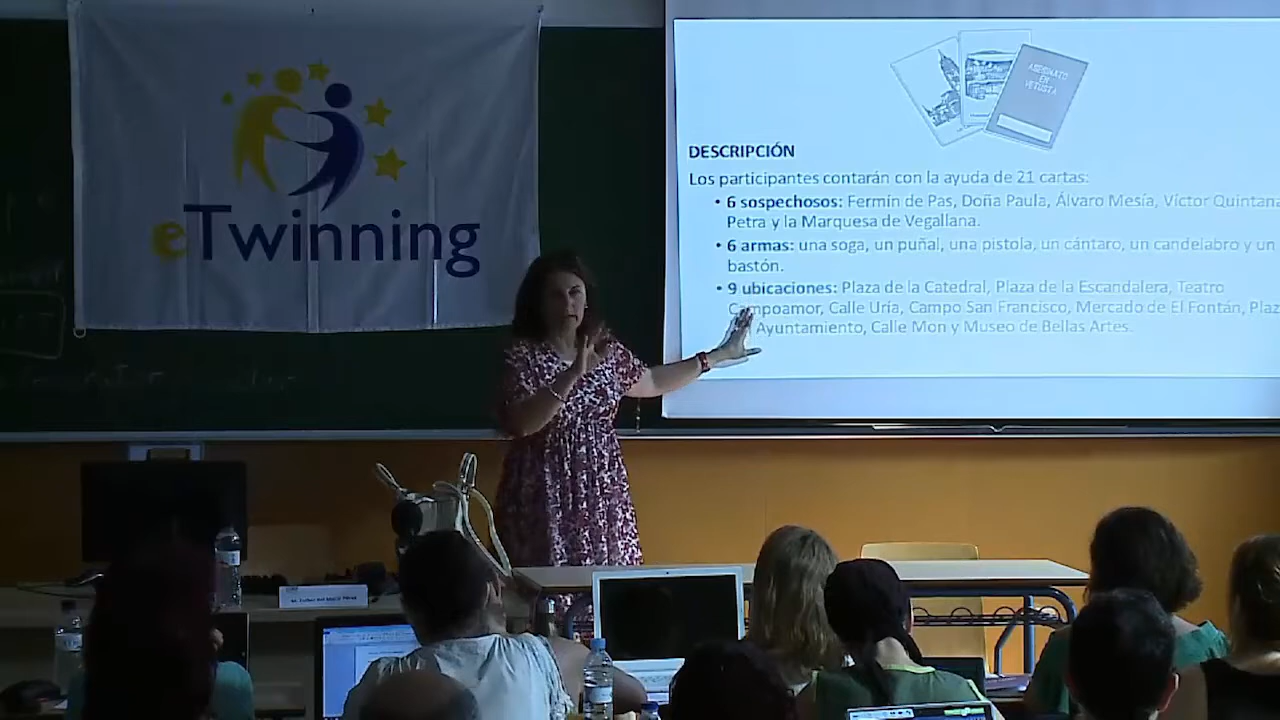 eTwinning
ASESINATO
EN
VETUSTA
DESCRIPCIÓN
Los participantes contarán con la ayuda de 21 cartas:
• 6 sospechosos: Fermín de Pas, Doña Paula, Álvaro Mesía, Víctor Quintana
Petra y la Marquesa de Vegallana.
• 6 armas: una soga, un puñal, una pistola, un cántaro, un candelabro y un
bastón.
• 9 ubicaciones: Plaza de la Catedral, Plaza de la Escandalera, Teatro
Campoamor, Calle Uría, Campo San Francisco, Mercado de El Fontán, Plaz
Ayuntamiento, Calle Mon y Museo de Bellas Artes.